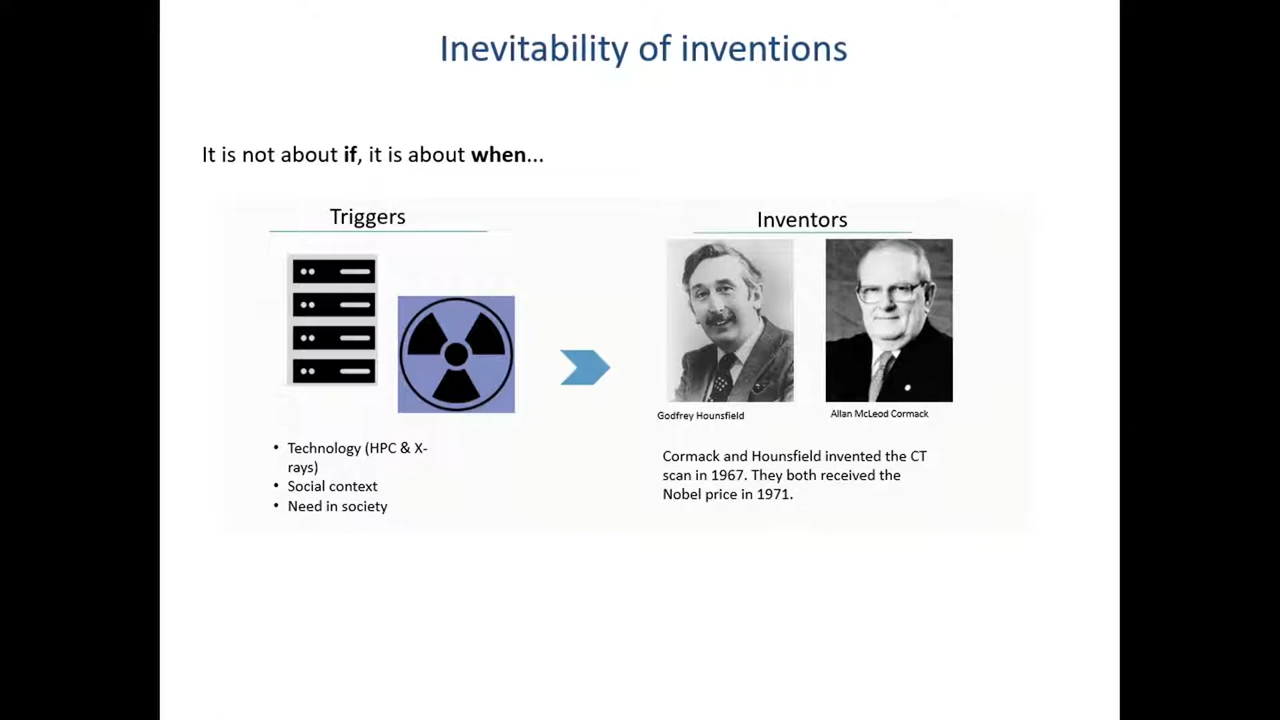 Inevitability of inventions
It is not about if, it is about when...
Triggers
Technology (HPC & X-
rays)
Social context
Need in society
Inventors
Godfrey Hounsfield
Allan McLeod Cormack
Cormack and Hounsfield invented the CT
scan in 1967. They both received the
Nobel price in 1971.